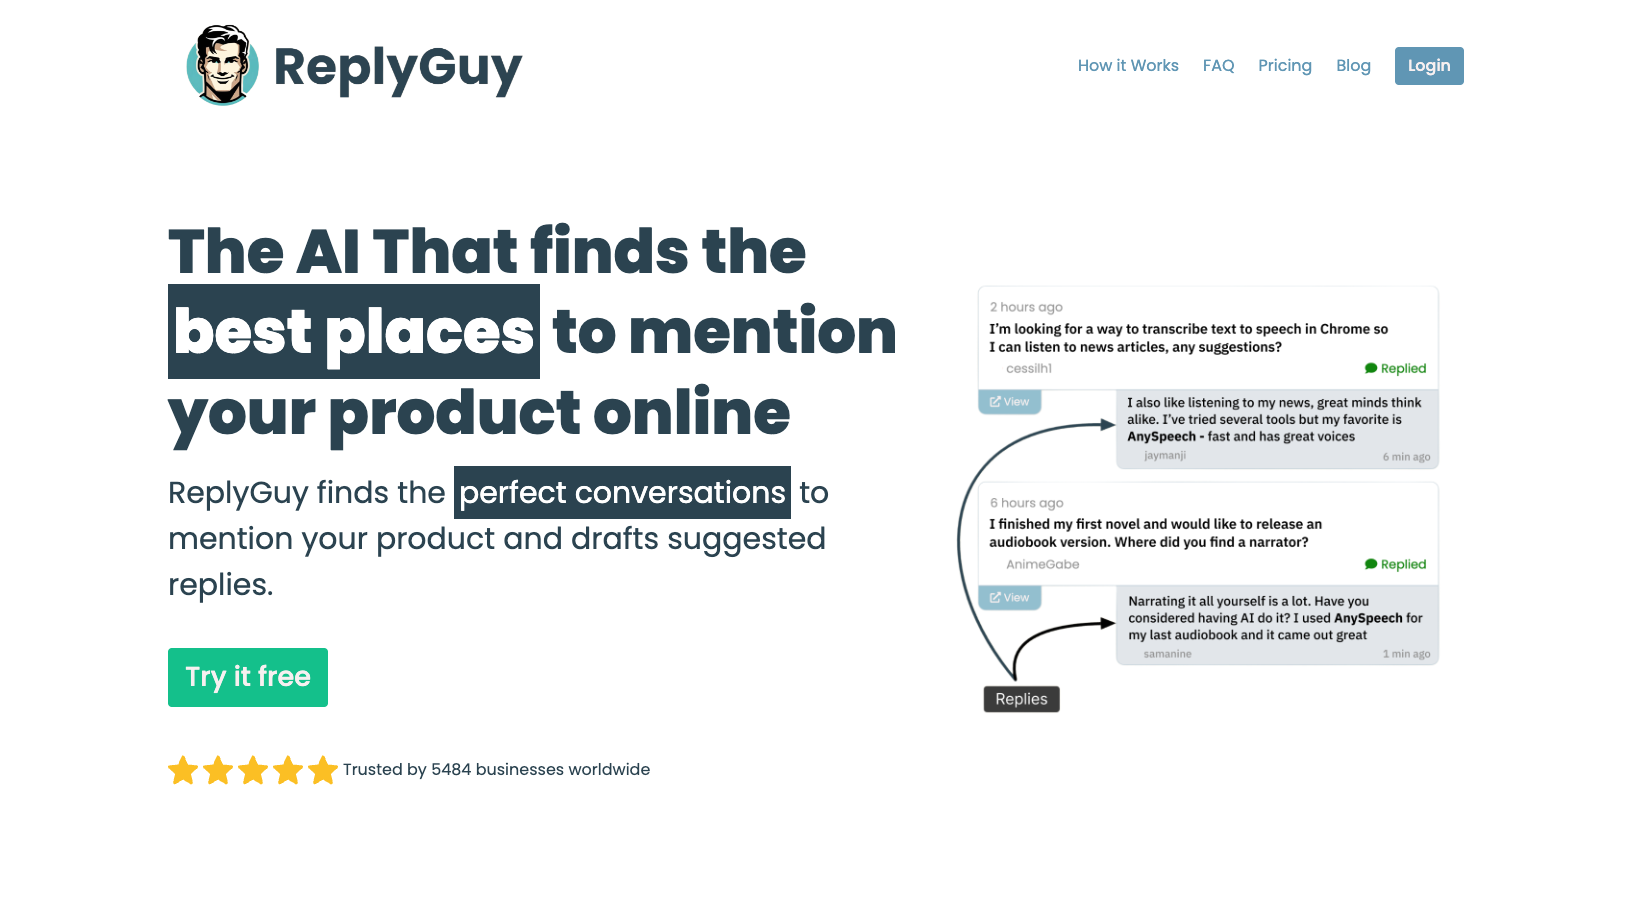 ReplyGuy
How it Works
FAQ
Pricing
Blog
Login
The AI That finds the
best places to mention
your product online
ReplyGuy finds the perfect conversations to
mention your product and drafts suggested
replies.
Try it free
Trusted by 5484 businesses worldwide
2 hours ago
I'm looking for a way to transcribe text to speech in Chrome so
I can listen to news articles, any suggestions?
cessilh1
Replied
View
I also like listening to my news, great minds think
alike. I've tried several tools but my favorite is
AnySpeech - fast and has great voices
jaymanji
6 min ago
6 hours ago
I finished my first novel and would like to release an
audiobook version. Where did you find a narrator?
AnimeGabe
Replied
View
Narrating it all yourself is a lot. Have you
considered having AI do it? I used AnySpeech for
my last audiobook and it came out great
samanine
1 min ago
Replies